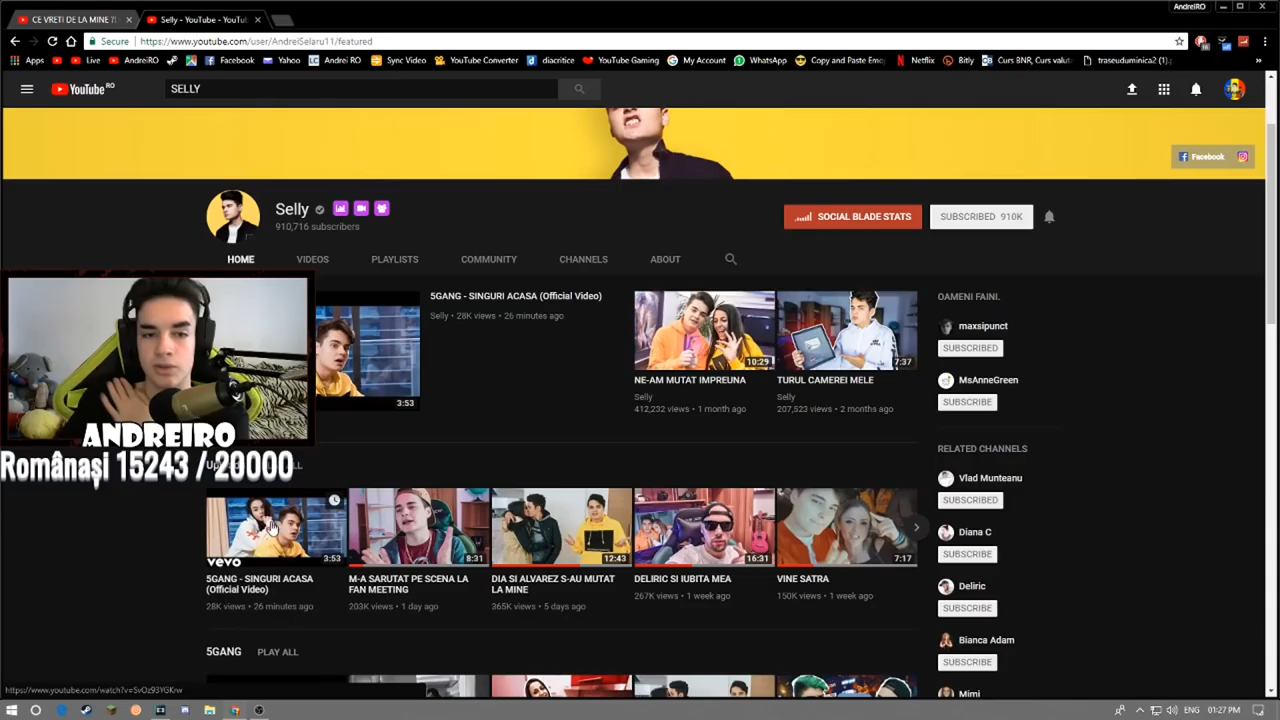 AndreiRO
CE VRETI DE LA MINE ?!
Selly - YouTube - YouTu
Secure
https://www.youtube.com/user/AndreiSelaru11/featured
Apps
Live
AndreiRO
Facebook
Yahoo
Andei RO
Sync Video
YouTube Converter
diacritice
YouTube Gaming
My Account
WhatsApp
Copy and Paste Emo
Netflix
Bitly
Curs BNR, Curs valut
traseuduminica2 (1).
YouTube RO
SELLY
Facebook
Selly
910,716 subscribers
SOCIAL BLADE STATS
SUBSCRIBED 910K
HOME
VIDEOS
PLAYLISTS
COMMUNITY
CHANNELS
ABOUT
5GANG - SINGURI ACASA (Official Video)
Selly • 28K views • 26 minutes ago
3:53
10:29
NE-AM MUTAT IMPREUNA
Selly
412,232 views • 1 month ago
7:37
TURUL CAMEREI MELE
Selly
207,523 views • 2 months ago
OAMENI FAINI.
maxsipunct
SUBSCRIBED
MsAnneGreen
SUBSCRIBE
RELATED CHANNELS
Vlad Munteanu
SUBSCRIBED
Diana C
SUBSCRIBE
Deliric
SUBSCRIBE
Bianca Adam
SUBSCRIBE
Mimi
ANDREIRO
Românași 15243 / 20000
vevo
3:53
5GANG - SINGURI ACASA
(Official Video)
28K views • 26 minutes ago
8:31
M-A SARUTAT PE SCENA LA
FAN MEETING
203K views • 1 day ago
12:43
DIA SI ALVAREZ S-AU MUTAT
LA MINE
365K views • 5 days ago
16:31
DELIRIC SI IUBITA MEA
267K views • 1 week ago
7:17
VINE SATRA
150K views • 1 week ago
5GANG
PLAY ALL
https://www.youtube.com/watch?v=SvOz93YGKrw
ENG
01:27 PM